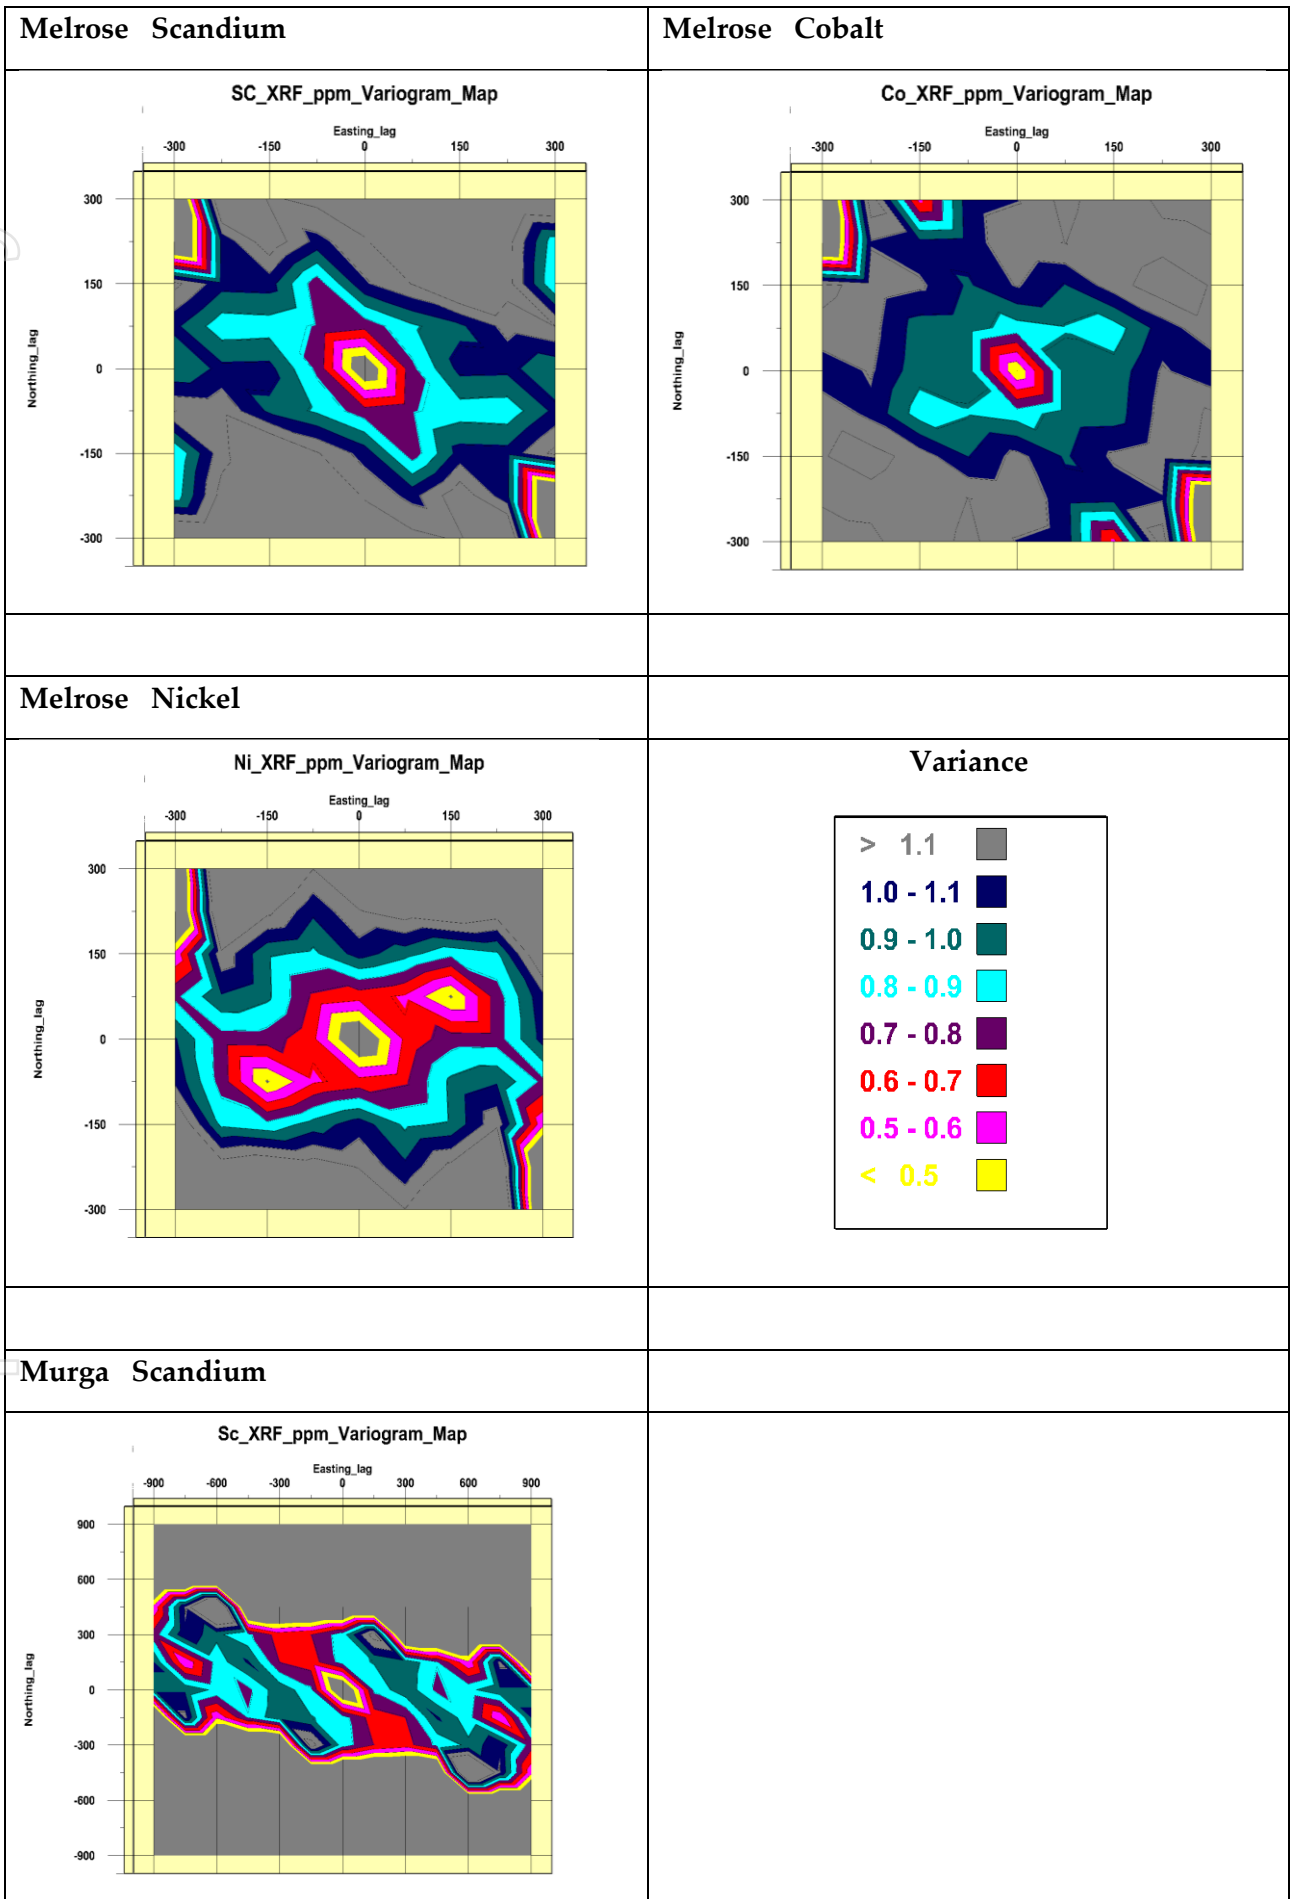 Melrose Scandium
Melrose Cobalt
SC_XRF_ppm_Variogram_Map
Easting_lag
-300 -150 0 150 300
300
150
0
-150
-300
Northing_lag
Co_XRF_ppm_Variogram_Map
Easting_lag
-300 -150 0 150 300
300
150
0
-150
-300
Northing_lag
Melrose Nickel
Ni_XRF_ppm_Variogram_Map
Easting_lag
-300 -150 0 150 300
300
150
0
-150
-300
Northing_lag
Variance
> 1.1
1.0 - 1.1
0.9 - 1.0
0.8 - 0.9
0.7 - 0.8
0.6 - 0.7
0.5 - 0.6
< 0.5
Murga Scandium
Sc_XRF_ppm_Variogram_Map
Easting_lag
-900 -600 -300 0 300 600 900
900
600
300
0
-300
-600
-900
Northing_lag